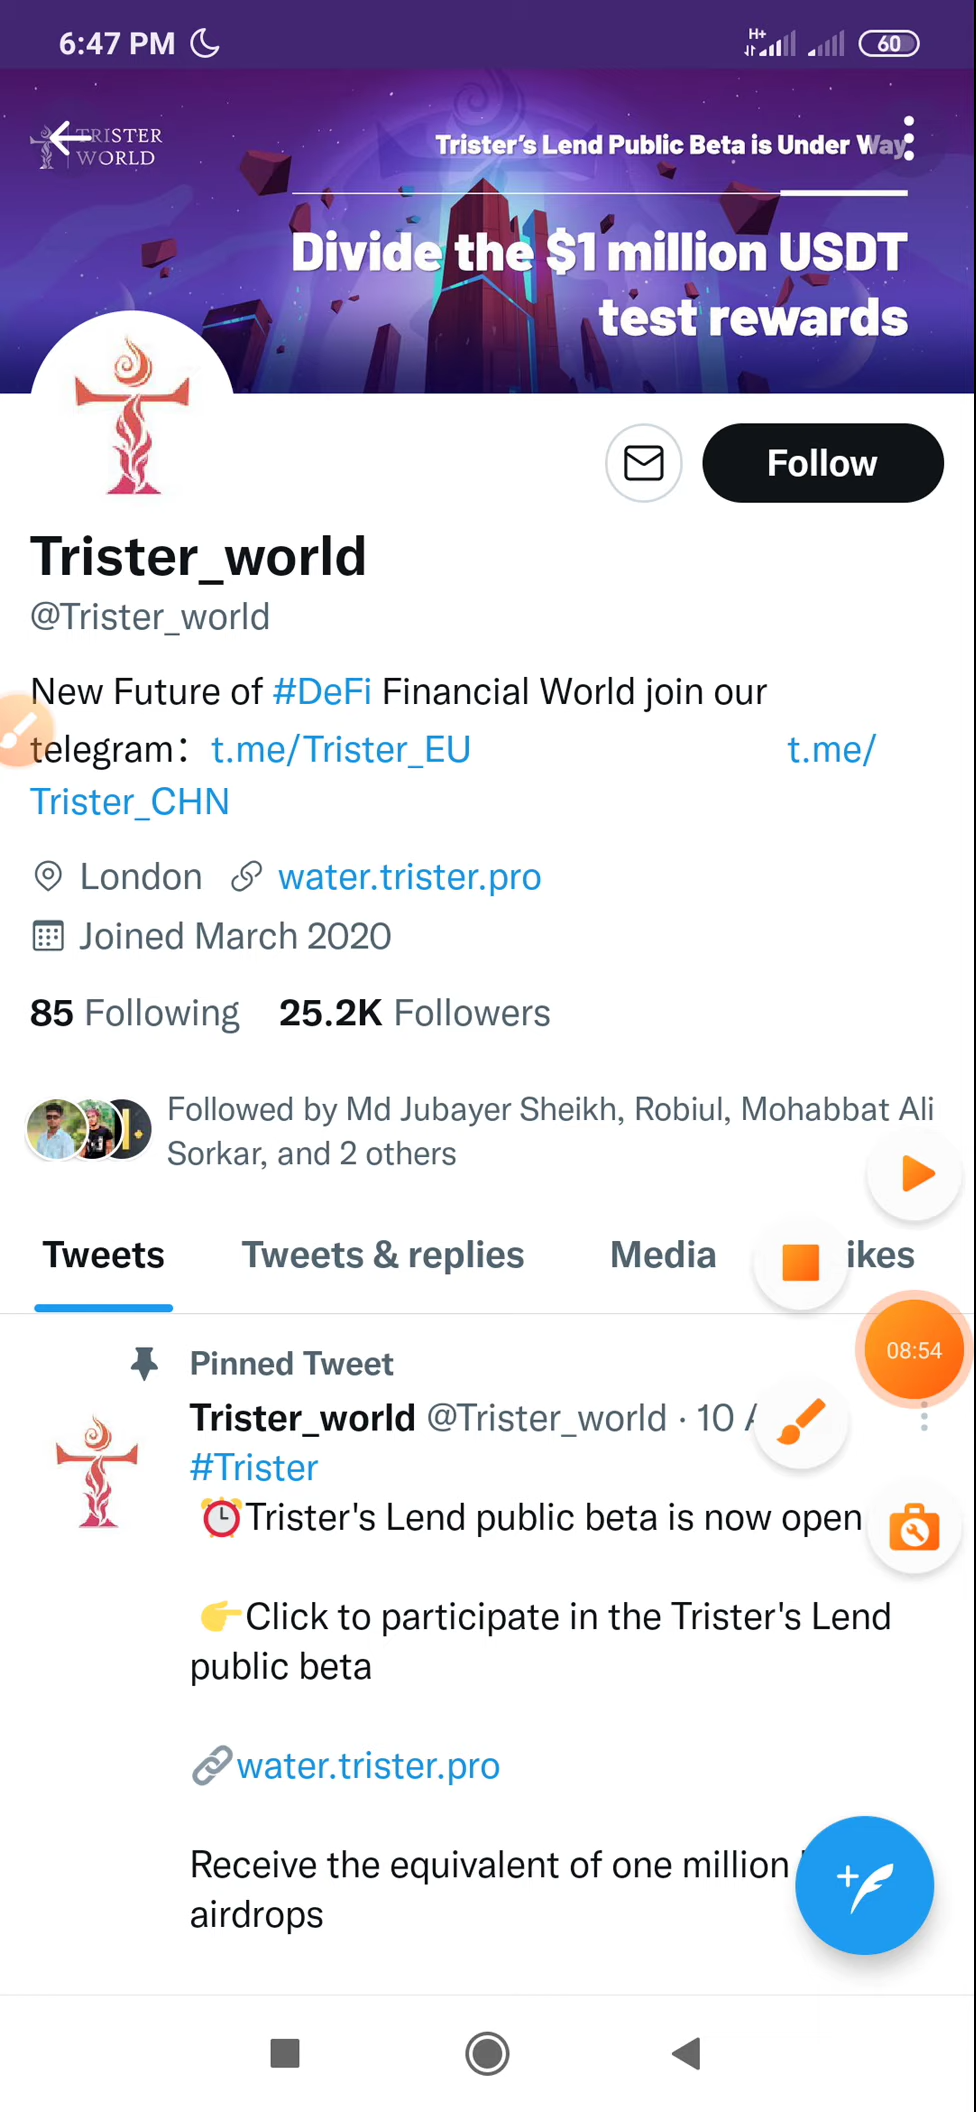 6:47 PM
H+
60
TRISTER
WORLD
Trister's Lend Public Beta is Under Way
Divide the $1 million USDT
test rewards
Follow
Trister_world
@Trister_world
New Future of #DeFi Financial World join our
telegram： t.me/Trister_EU t.me/
Trister_CHN
London water.trister.pro
Joined March 2020
85 Following 25.2K Followers
Followed by Md Jubayer Sheikh, Robiul, Mohabbat Ali
Sorkar, and 2 others
Tweets Tweets & replies Media ikes
08:54
Pinned Tweet
Trister_world @Trister_world · 10
#Trister
⏰Trister's Lend public beta is now open
👉Click to participate in the Trister's Lend
public beta
🔗water.trister.pro
Receive the equivalent of one million
airdrops